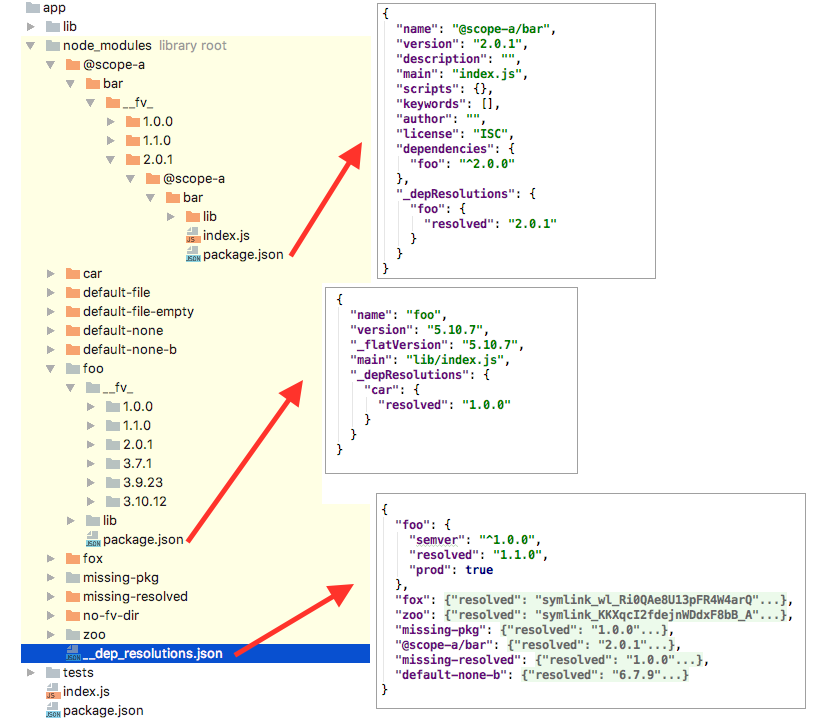 app
lib
node_modules library root
@scope-a
bar
__fv_
1.0.0
1.1.0
2.0.1
@scope-a
bar
lib
index.js
package.json
car
default-file
default-file-empty
default-none
default-none-b
foo
__fv_
1.0.0
1.1.0
2.0.1
3.7.1
3.9.23
3.10.12
lib
package.json
fox
missing-pkg
missing-resolved
no-fv-dir
zoo
__dep_resolutions.json
tests
index.js
package.json
{
"name": "@scope-a/bar",
"version": "2.0.1",
"description": "",
"main": "index.js",
"scripts": {},
"keywords": [],
"author": "",
"license": "ISC",
"dependencies": {
"foo": "^2.0.0"
},
"_depResolutions": {
"foo": {
"resolved": "2.0.1"
}
}
}
{
"name": "foo",
"version": "5.10.7",
"_flatVersion": "5.10.7",
"main": "lib/index.js",
"_depResolutions": {
"car": {
"resolved": "1.0.0"
}
}
}
{
"foo": {
"semver": "^1.0.0",
"resolved": "1.1.0",
"prod": true
},
"fox": {"resolved": "symlink_wl_Ri0QAe8U13pFR4W4arQ"...},
"zoo": {"resolved": "symlink_KKXqcI2fdejnWDdxF8bB_A"...},
"missing-pkg": {"resolved": "1.0.0"...},
"@scope-a/bar": {"resolved": "2.0.1"...},
"missing-resolved": {"resolved": "1.0.0"...},
"default-none-b": {"resolved": "6.7.9"...}
}